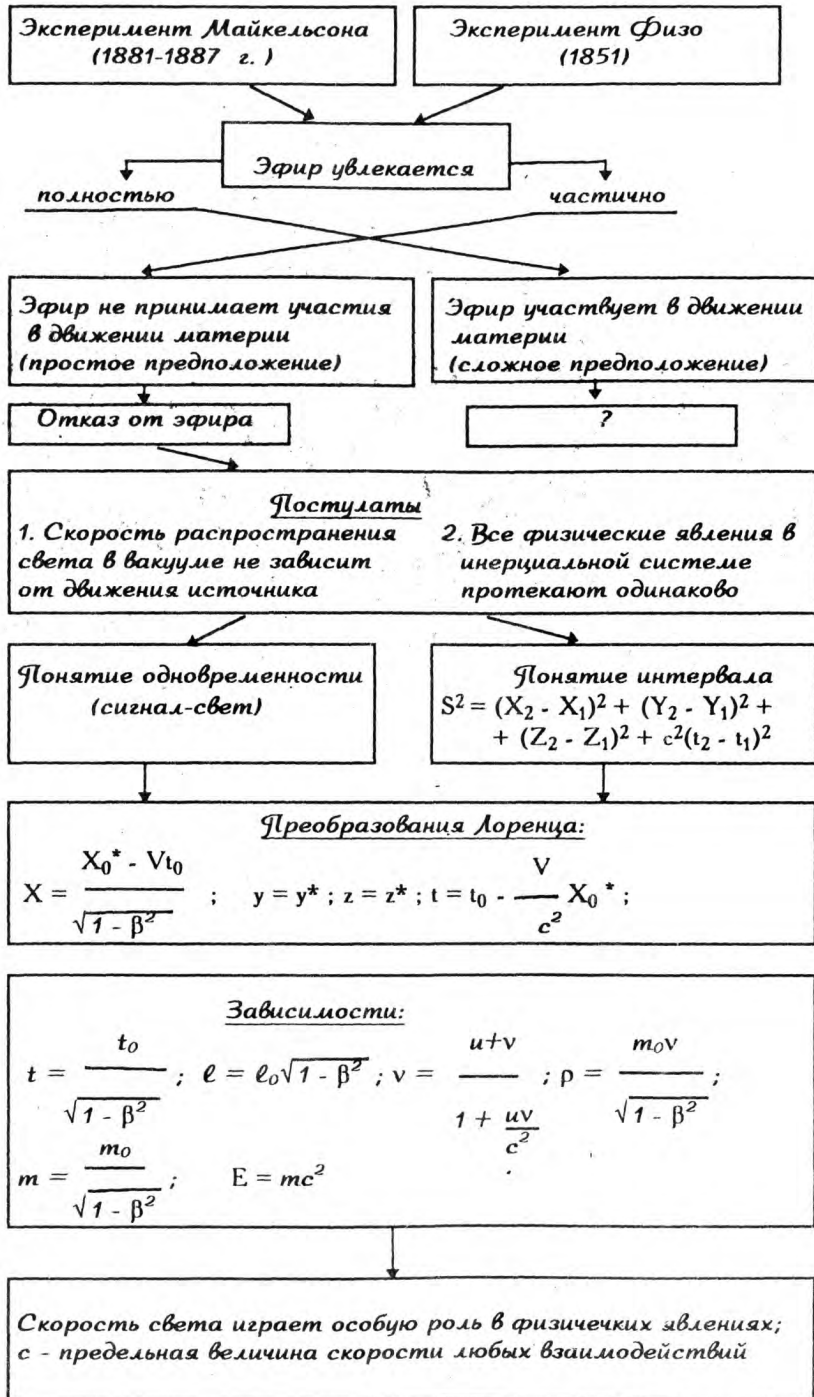 Эксперимент Майкельсона
(1881-1887 г. )
Эксперимент Физо
(1851)
Эфир увлекается
полностью
частично
Эфир не принимает участия
в движении материи
(простое предположение)
Эфир участвует в движении
материи
(сложное предположение)
Отказ от эфира
?
Постулаты
1. Скорость распространения
света в вакууме не зависит
от движения источника
2. Все физические явления в
инерциальной системе
протекают одинаково
Понятие одновременности
(сигнал-свет)
Понятие интервала
S² = (X₂ - X₁)² + (Y₂ - Y₁)² +
+ (Z₂ - Z₁)² + c²(t₂ - t₁)²
Преобразования Лоренца:
X = (X₀* - Vt₀) / √(1 - β²) ; y = y* ; z = z* ; t = t₀ - V/c² X₀ * ;
Зависимости:
t = t₀ / √(1 - β²) ; ℓ = ℓ₀√(1 - β²) ; v = (u+v) / (1 + uv/c²) ; p = m₀v / √(1 - β²) ;
m = m₀ / √(1 - β²) ; E = mc²
Скорость света играет особую роль в физичечких явлениях;
с - предельная величина скорости любых взаимодействий